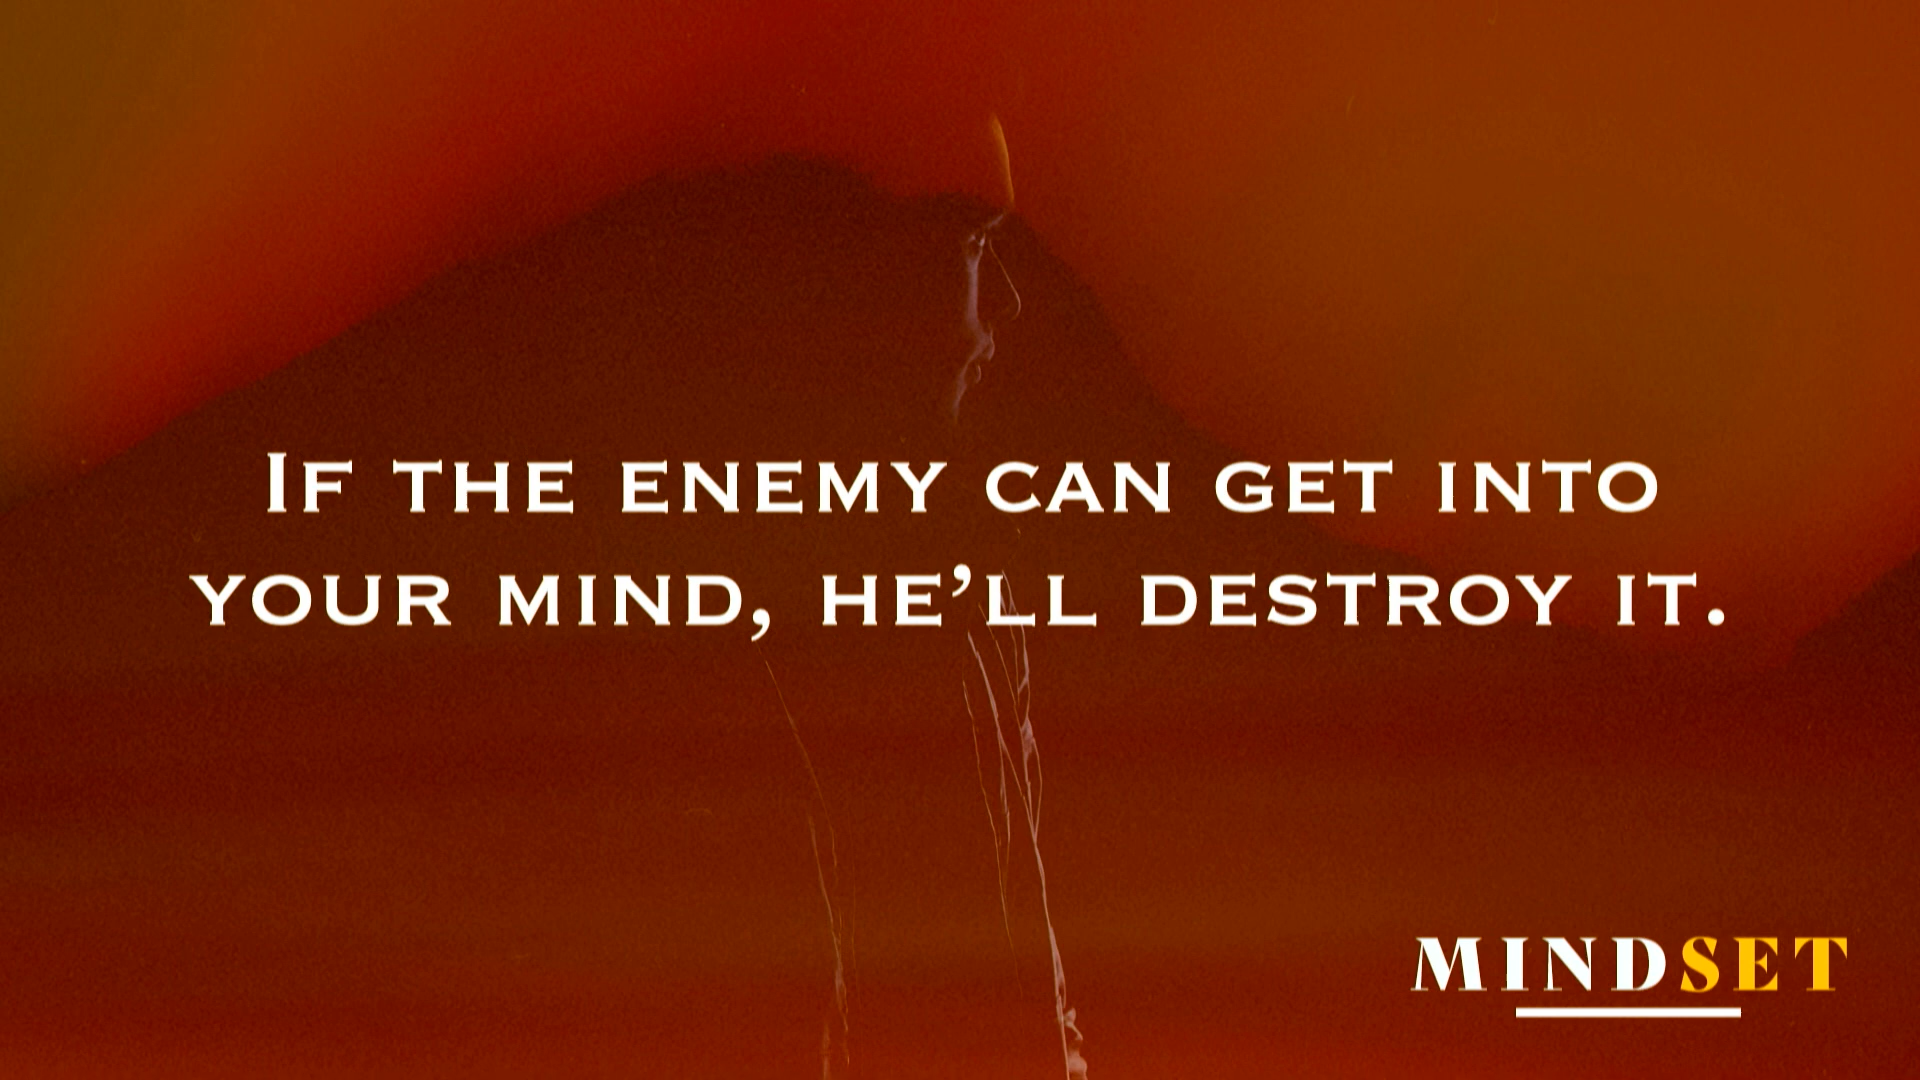 If the enemy can get into
your mind, he’ll destroy it.
MINDSET